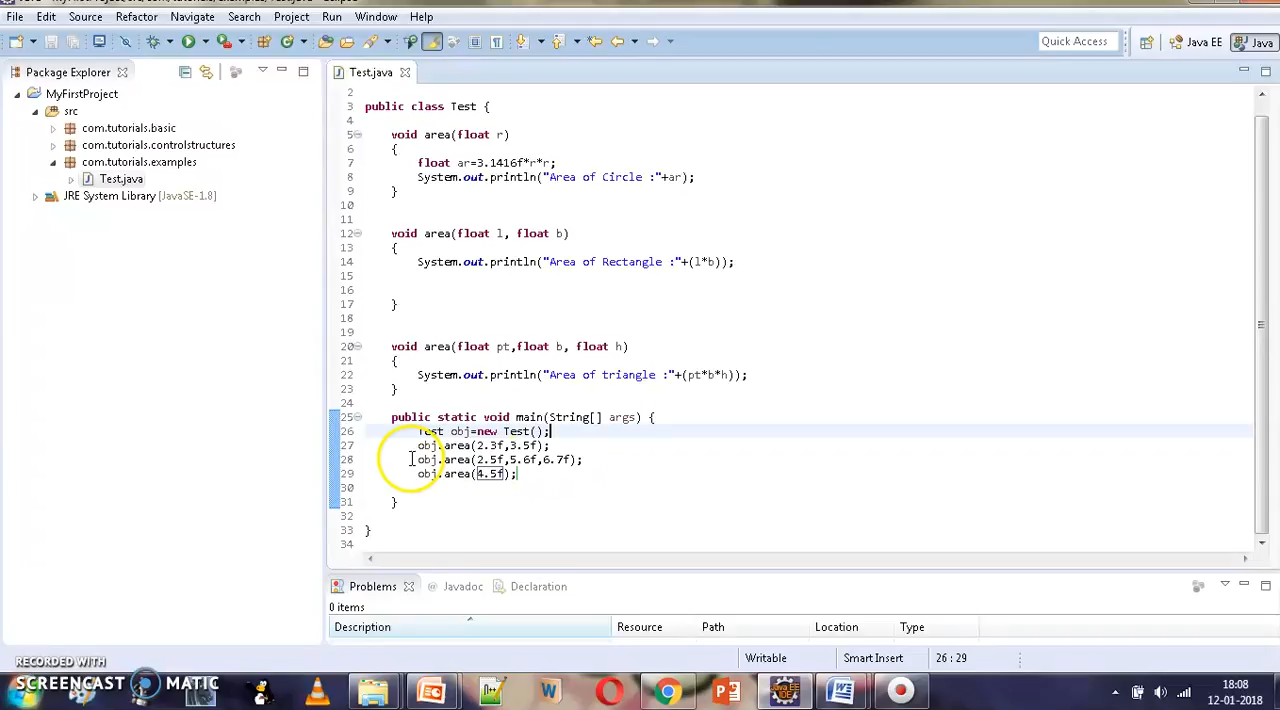 File Edit Source Refactor Navigate Search Project Run Window Help
Quick Access
Java EE
Java
Package Explorer
MyFirstProject
src
com.tutorials.basic
com.tutorials.controlstructures
com.tutorials.examples
Test.java
JRE System Library [JavaSE-1.8]
Test.java
2
3 public class Test {
4
5 void area(float r)
6 {
7 float ar=3.1416f*r*r;
8 System.out.println("Area of Circle :"+ar);
9 }
10
11
12 void area(float l, float b)
13 {
14 System.out.println("Area of Rectangle :"+(l*b));
15
16
17 }
18
19
20 void area(float pt,float b, float h)
21 {
22 System.out.println("Area of triangle :"+(pt*b*h));
23 }
24
25 public static void main(String[] args) {
26 Test obj=new Test();
27 obj.area(2.3f,3.5f);
28 obj.area(2.5f,5.6f,6.7f);
29 obj.area(4.5f);
30
31 }
32
33 }
34
Problems @ Javadoc Declaration
0 items
Description Resource Path Location Type
Writable Smart Insert 26 : 29
RECORDED WITH
SCREENCAST MATIC
18:08
12-01-2018